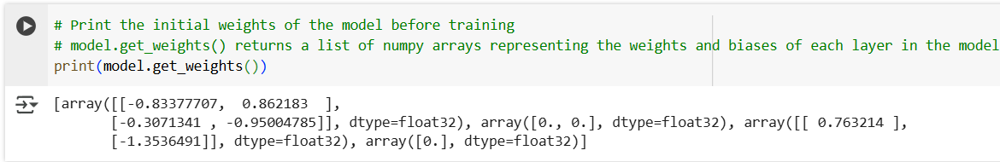 # Print the initial weights of the model before training
# model.get_weights() returns a list of numpy arrays representing the weights and biases of each layer in the model
print(model.get_weights())
[array([[-0.83377707,  0.862183  ],
       [-0.3071341 , -0.95004785]], dtype=float32), array([0., 0.], dtype=float32), array([[ 0.763214 ],
       [-1.3536491]], dtype=float32), array([0.], dtype=float32)]